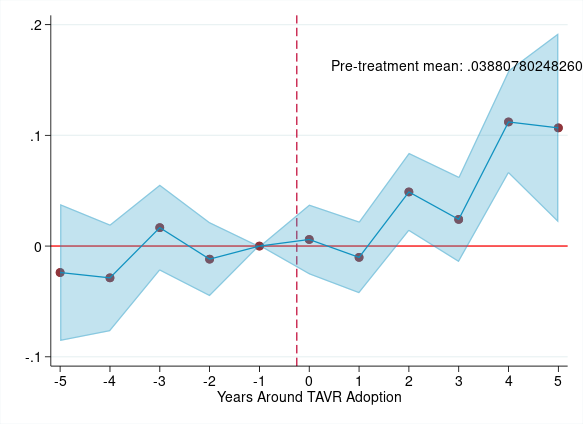 .2
Pre-treatment mean: .03880780248260
.1
0
-.1
-5 -4 -3 -2 -1 0 1 2 3 4 5
Years Around TAVR Adoption